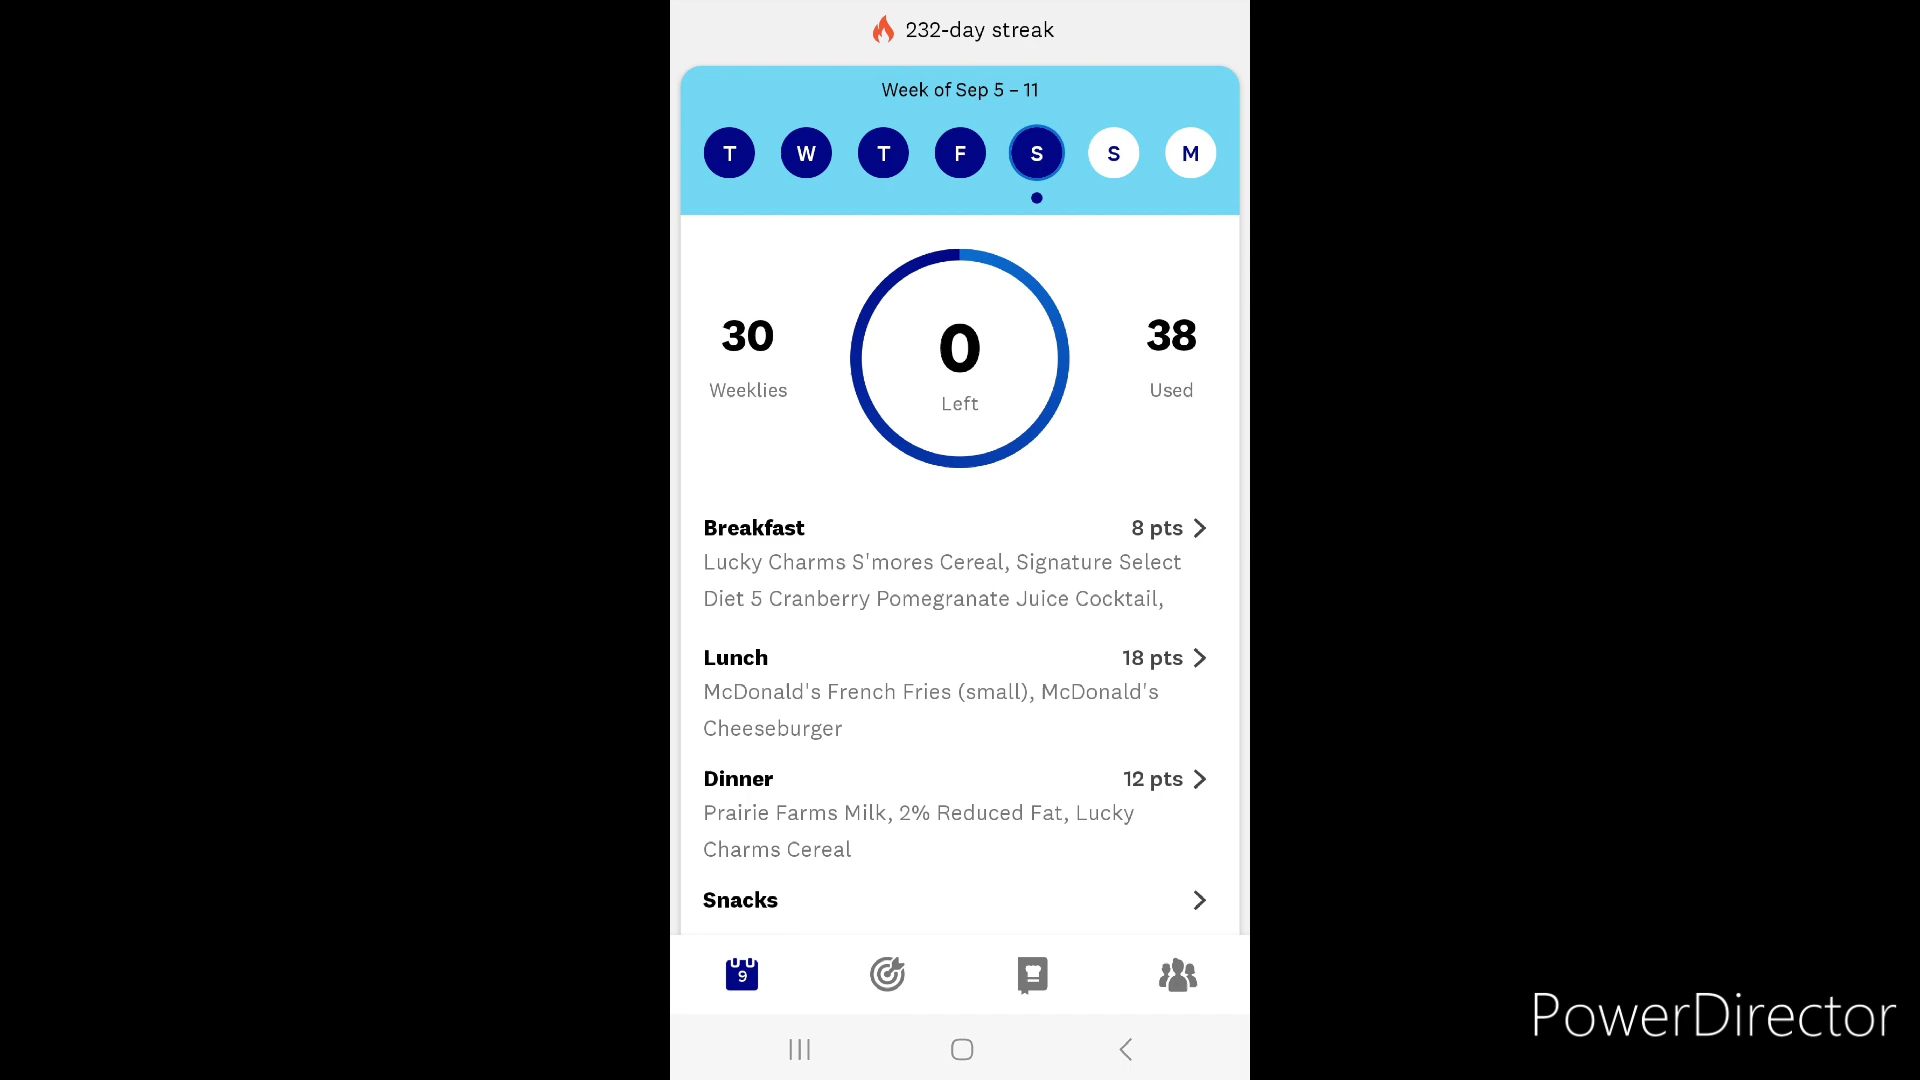 232-day streak
Week of Sep 5 – 11
T W T F S S M
30
Weeklies
0
Left
38
Used
Breakfast 8 pts
Lucky Charms S'mores Cereal, Signature Select
Diet 5 Cranberry Pomegranate Juice Cocktail,
Lunch 18 pts
McDonald's French Fries (small), McDonald's
Cheeseburger
Dinner 12 pts
Prairie Farms Milk, 2% Reduced Fat, Lucky
Charms Cereal
Snacks
9
PowerDirector